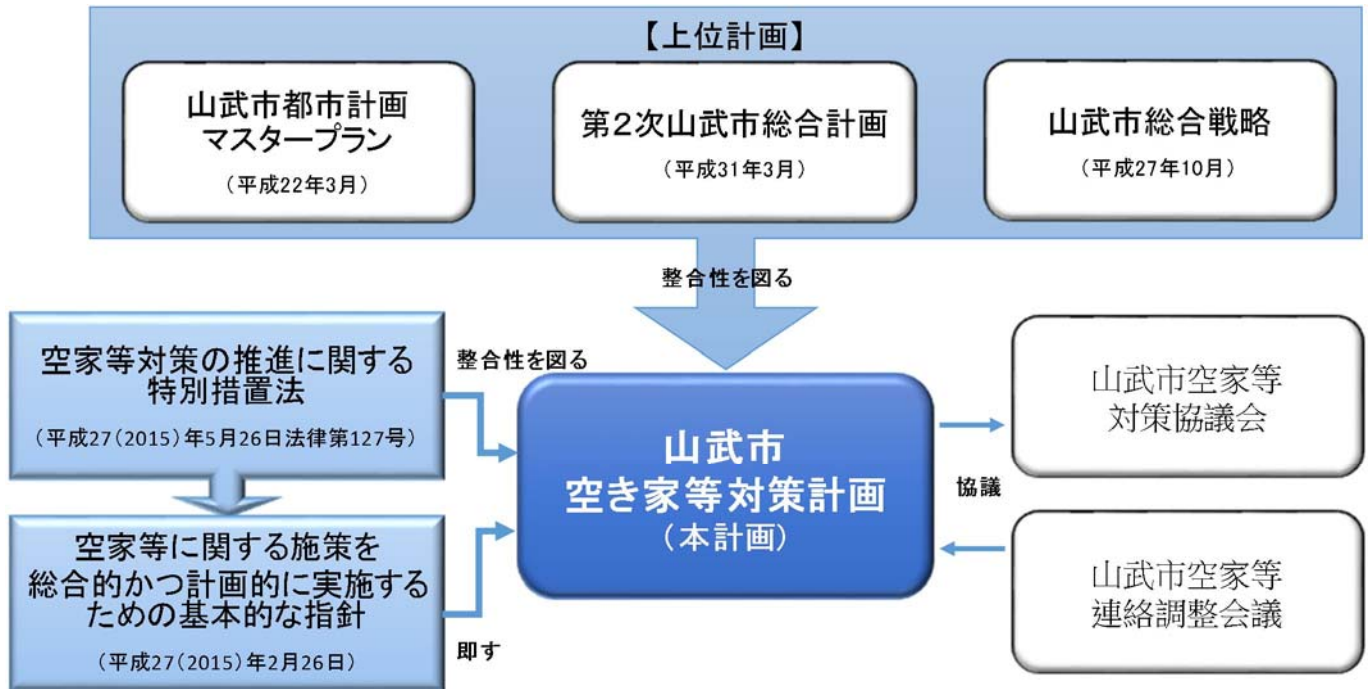 【上位計画】
山武市都市計画
マスタープラン
（平成22年3月）
第２次山武市総合計画
（平成31年3月）
山武市総合戦略
（平成27年10月）
整合性を図る
空家等対策の推進に関する
特別措置法
（平成27（2015）年5月26日法律第127号）
整合性を図る
空家等に関する施策を
総合的かつ計画的に実施する
ための基本的な指針
（平成27（2015）年2月26日）
即す
山武市
空き家等対策計画
（本計画）
山武市空家等
対策協議会
協議
山武市空家等
連絡調整会議